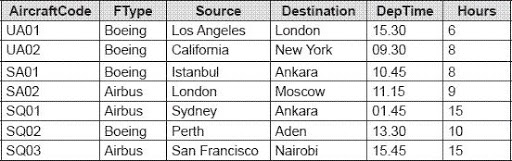 AircraftCode FType Source Destination DepTime Hours
UA01 Boeing Los Angeles London 15.30 6
UA02 Boeing California New York 09.30 8
SA01 Boeing Istanbul Ankara 10.45 8
SA02 Airbus London Moscow 11.15 9
SQ01 Airbus Sydney Ankara 01.45 15
SQ02 Boeing Perth Aden 13.30 10
SQ03 Airbus San Francisco Nairobi 15.45 15